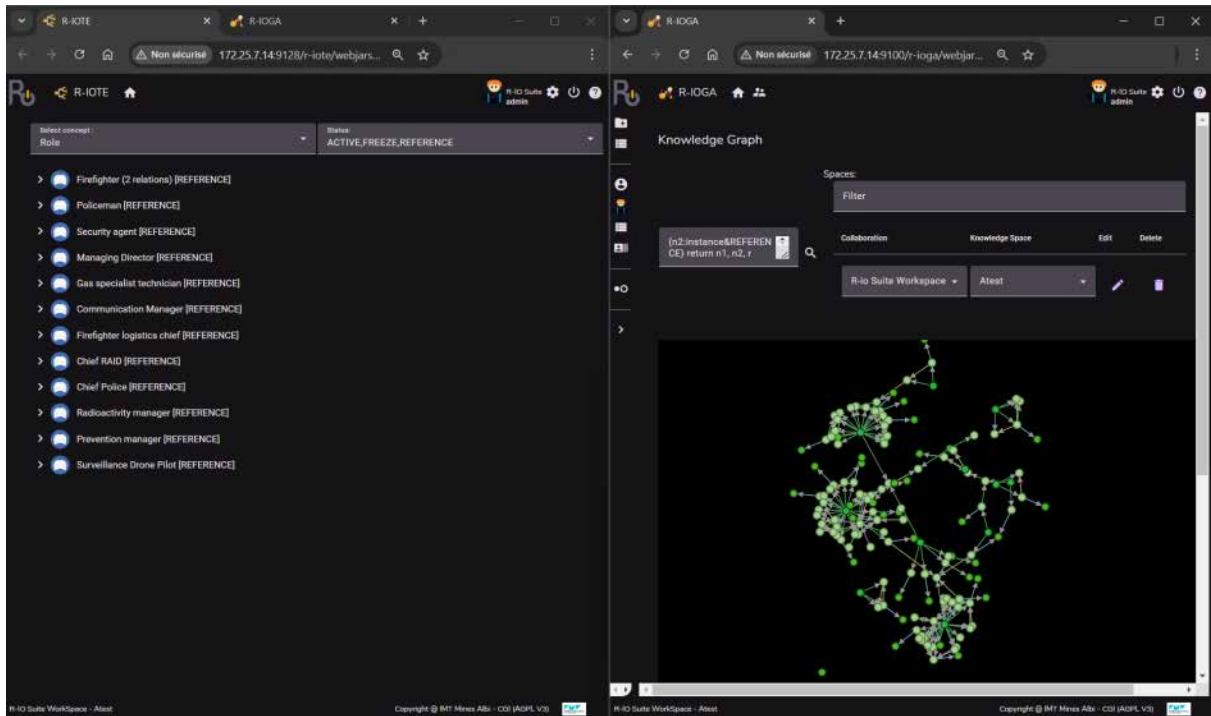 R-IOTE
R-IOGA
Non sécurisé 172.25.7.14:9128/r-iote/webjars...
R-IOTE
R-IO Suite
admin
Select concept :
Role
Status:
ACTIVE,FREEZE,REFERENCE
Firefighter (2 relations) [REFERENCE]
Policeman [REFERENCE]
Security agent [REFERENCE]
Managing Director [REFERENCE]
Gas specialist technician [REFERENCE]
Communication Manager [REFERENCE]
Firefighter logistics chief [REFERENCE]
Chief RAID [REFERENCE]
Chief Police [REFERENCE]
Radioactivity manager [REFERENCE]
Prevention manager [REFERENCE]
Surveillance Drone Pilot [REFERENCE]
R-IO Suite WorkSpace - Atest
Copyright @ IMT Mines Albi - CGI (AGPL V3)
R-IOGA
Non sécurisé 172.25.7.14:9100/r-ioga/webjar...
R-IOGA
R-IO Suite
admin
Knowledge Graph
Spaces:
Filter
(n2:instance&REFEREN
CE) return n1, n2, r
Collaboration Knowledge Space Edit Delete
R-io Suite Workspace Atest
R-IO Suite WorkSpace - Atest
Copyright @ IMT Mines Albi - CGI (AGPL V3)